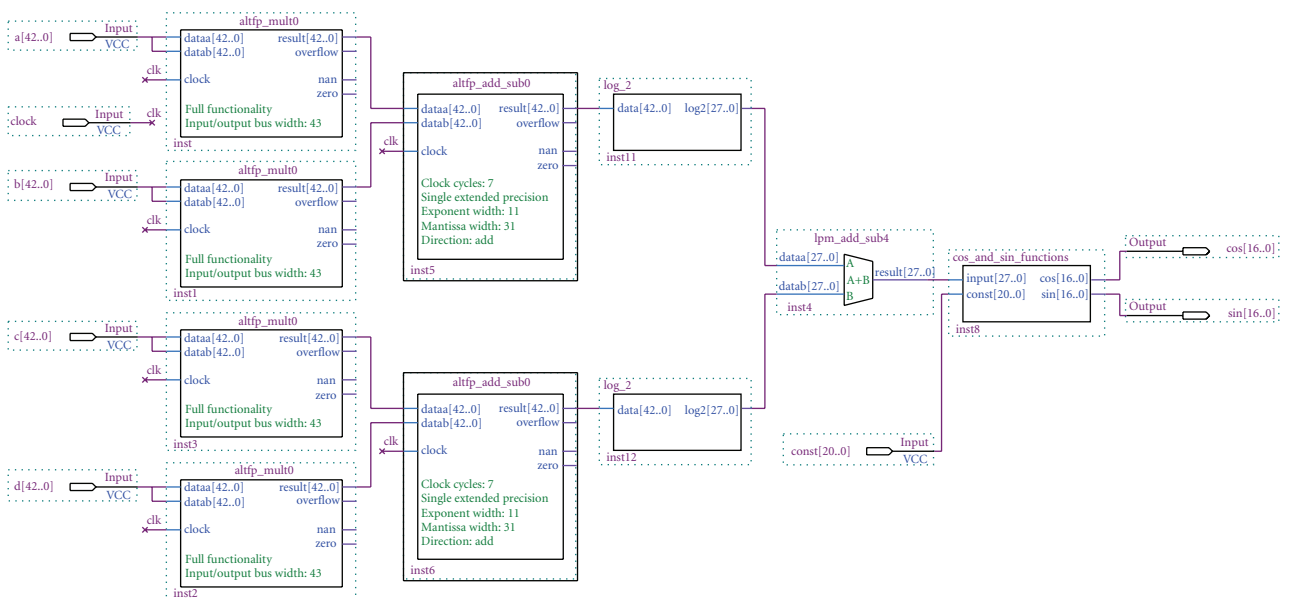 a[42..0]
Input
VCC
altfp_mult0
dataa[42..0]
result[42..0]
datab[42..0]
overflow
clk
clock
nan
zero
Full functionality
Input/output bus width: 43
inst
clock
Input
VCC
clk
b[42..0]
Input
VCC
altfp_mult0
dataa[42..0]
result[42..0]
datab[42..0]
overflow
clk
clock
nan
zero
Full functionality
Input/output bus width: 43
inst1
altfp_add_sub0
dataa[42..0]
result[42..0]
datab[42..0]
overflow
clk
clock
nan
zero
Clock cycles: 7
Single extended precision
Exponent width: 11
Mantissa width: 31
Direction: add
inst5
log_2
data[42..0]
log2[27..0]
inst11
c[42..0]
Input
VCC
altfp_mult0
dataa[42..0]
result[42..0]
datab[42..0]
overflow
clk
clock
nan
zero
Full functionality
Input/output bus width: 43
inst3
d[42..0]
Input
VCC
altfp_mult0
dataa[42..0]
result[42..0]
datab[42..0]
overflow
clk
clock
nan
zero
Full functionality
Input/output bus width: 43
inst2
altfp_add_sub0
dataa[42..0]
result[42..0]
datab[42..0]
overflow
clk
clock
nan
zero
Clock cycles: 7
Single extended precision
Exponent width: 11
Mantissa width: 31
Direction: add
inst6
log_2
data[42..0]
log2[27..0]
inst12
lpm_add_sub4
dataa[27..0]
A
A+B
result[27..0]
datab[27..0]
B
inst4
const[20..0]
Input
VCC
cos_and_sin_functions
input[27..0]
cos[16..0]
const[20..0]
sin[16..0]
inst8
Output
cos[16..0]
Output
sin[16..0]